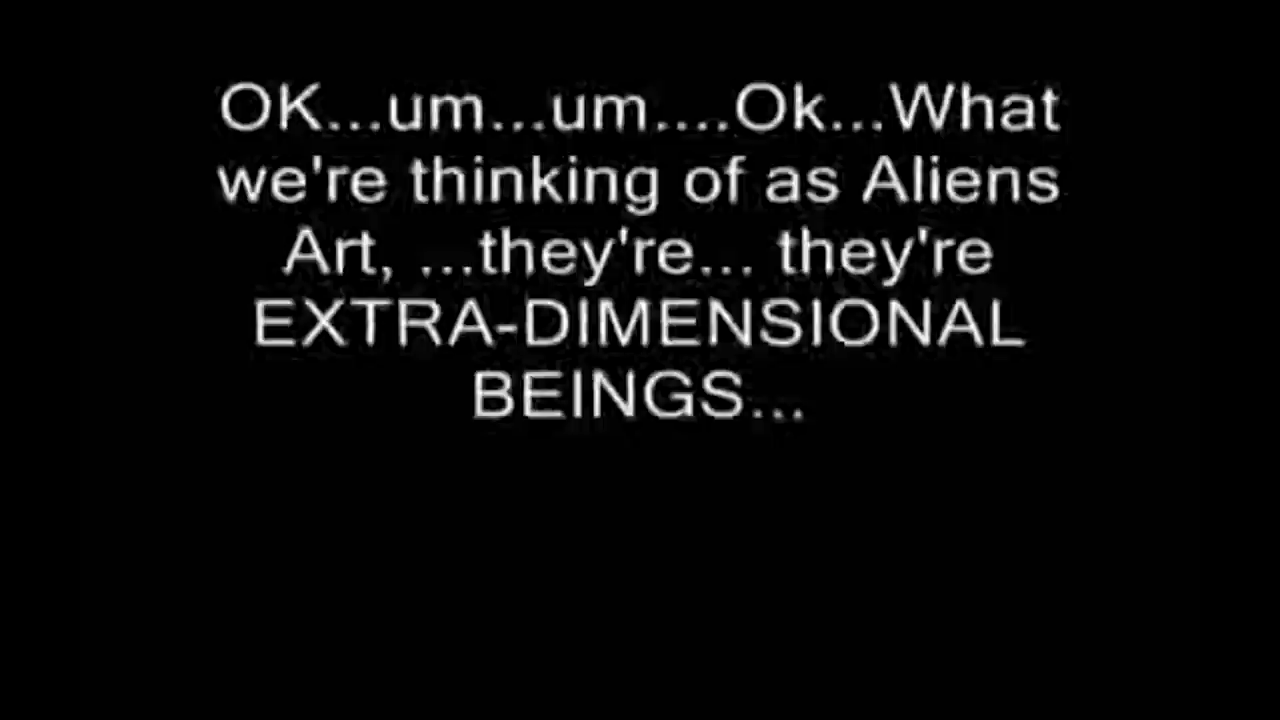 OK...um...um....Ok...What
we're thinking of as Aliens
Art, ...they're... they're
EXTRA-DIMENSIONAL
BEINGS...